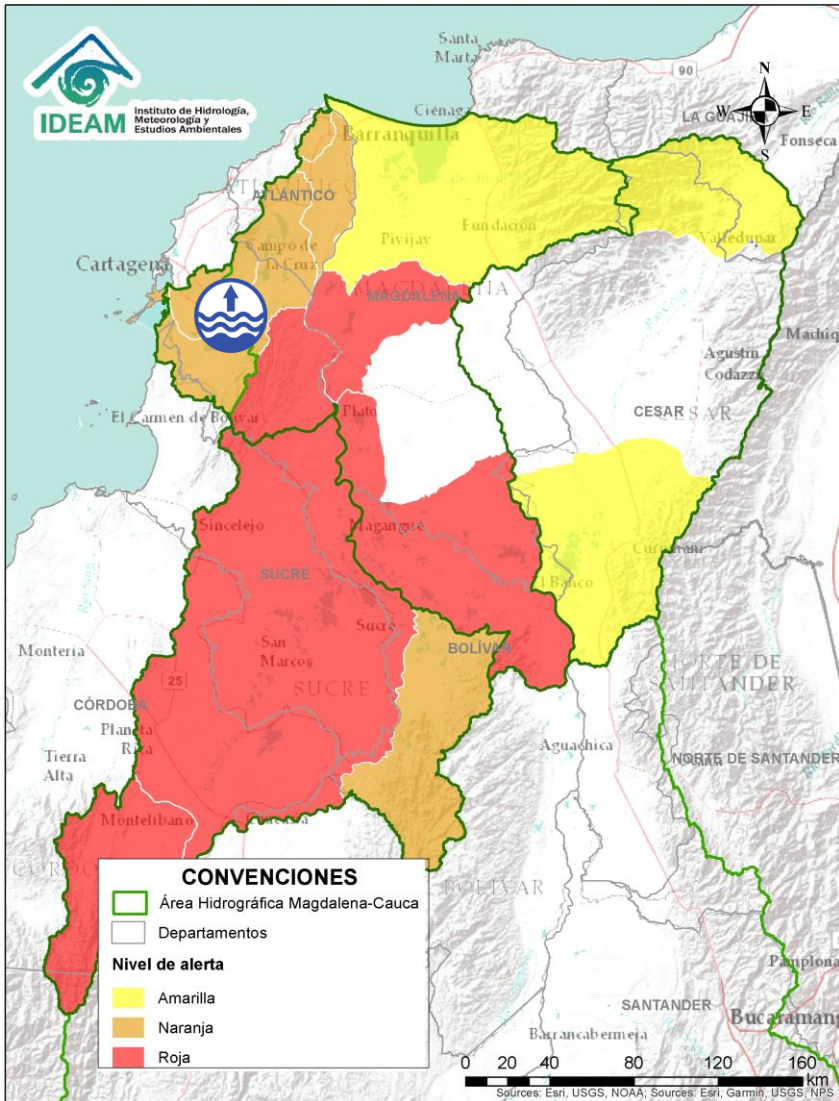 IDEAM
Instituto de Hidrología,
Meteorología y
Estudios Ambientales
Santa
Marta
90
N
W
E
S
LA GUAJI
Fonseca
Ciénaga
Barranquilla
ATLÁNTICO
Campo de
la Cruz
Pivijay
Fundación
Valledupar
Cartagena
MAGDALENA
Agustín
Codazzi
CESAR
El Carmen de Bolívar
Plato
Sincelejo
Magangue
SUCRE
El Banco
Sucre
San
Marcos
BOLÍVAR
SUCRE
Montería
25
CÓRDOBA
Planeta
Rica
Tierra
Alta
NORTE DE
SANTANDER
Aguachica
NORTE DE SANTANDER
Montelíbano
BOLÍVAR
CONVENCIONES
Área Hidrográfica Magdalena-Cauca
Departamentos
Nivel de alerta
Amarilla
Naranja
Roja
Pamplona
SANTANDER
Bucaramang
Barrancabermeja
0 20 40 80 120 160
km
Sources: Esri, USGS, NOAA; Sources: Esri, Garmin, USGS, NPS